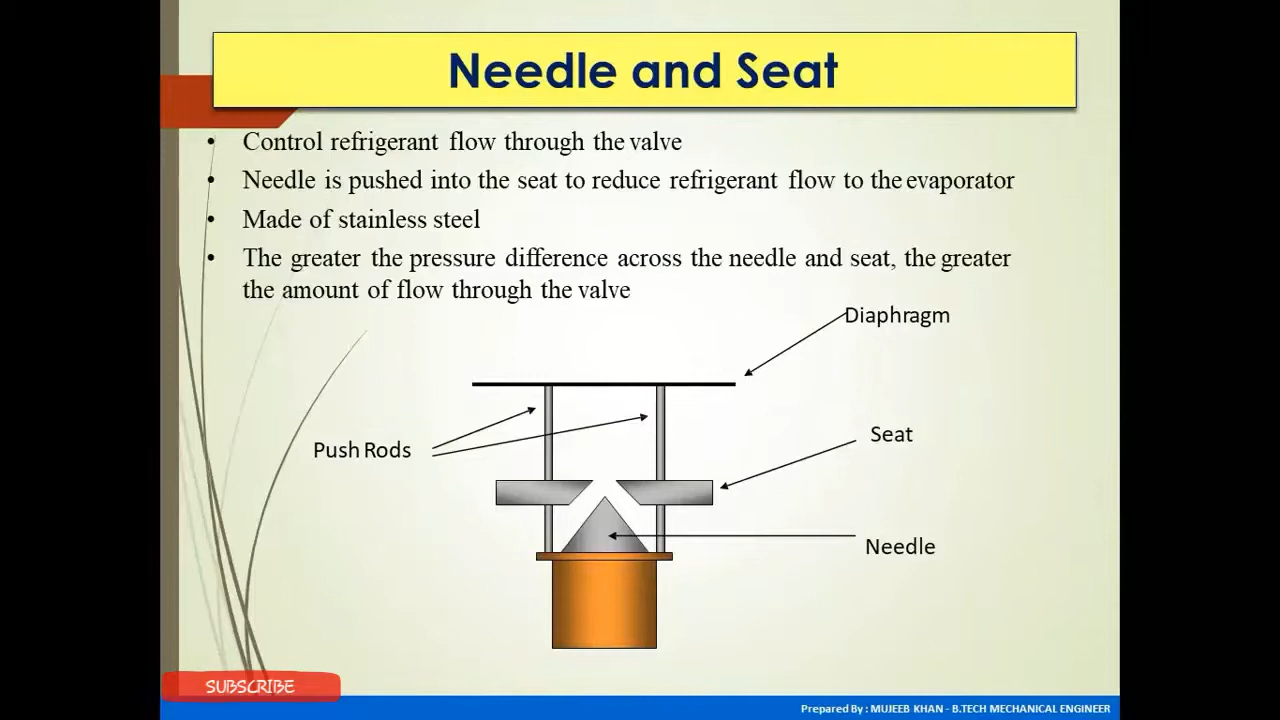 Needle and Seat
• Control refrigerant flow through the valve
• Needle is pushed into the seat to reduce refrigerant flow to the evaporator
• Made of stainless steel
• The greater the pressure difference across the needle and seat, the greater
the amount of flow through the valve
Diaphragm
Push Rods
Seat
Needle
SUBSCRIBE
Prepared By : MUJEEB KHAN - B.TECH MECHANICAL ENGINEER